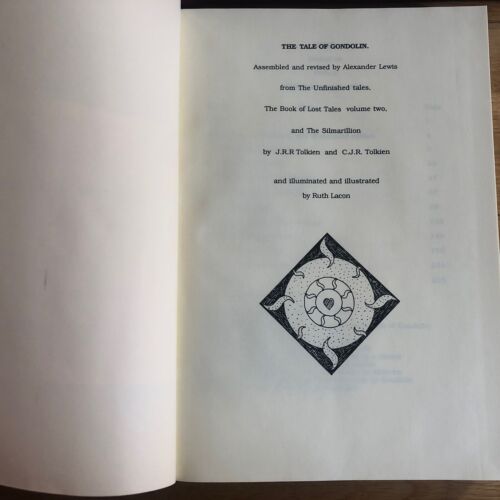 THE TALE OF GONDOLIN.
Assembled and revised by Alexander Lewis
from The Unfinished tales,
The Book of Lost Tales volume two,
and The Silmarillion
by J.R.R Tolkien and C.J.R. Tolkien
and illuminated and illustrated
by Ruth Lacon